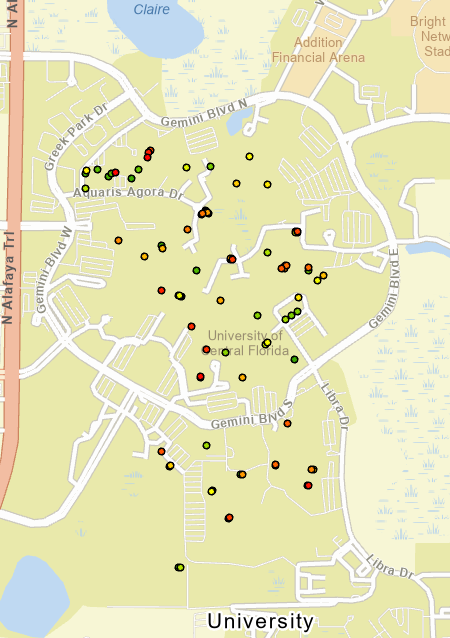 Claire
N Al
Addition
Financial Arena
Bright
Netw
Stad
Gemini Blvd N
Greek Park Dr
Aquaris Agora Dr
Gemini Blvd W
N Alafaya Trl
Gemini Blvd E
University of
Central Florida
Libra Dr
Gemini Blvd S
Libra Dr
University